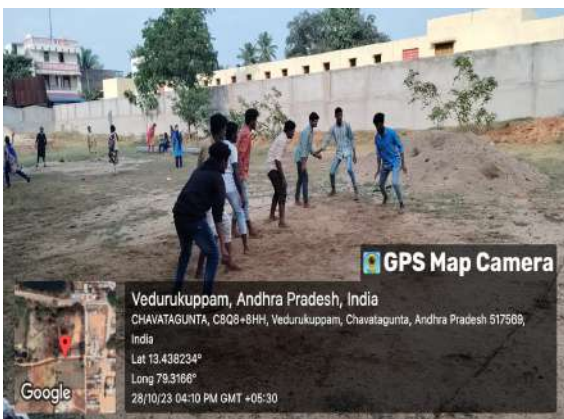 GPS Map Camera
Vedurukuppam, Andhra Pradesh, India
CHAVATAGUNTA, C8Q8+8HH, Vedurukuppam, Chavatagunta, Andhra Pradesh 517569,
India
Lat 13.438234°
Long 79.3166°
28/10/23 04:10 PM GMT +05:30
Google